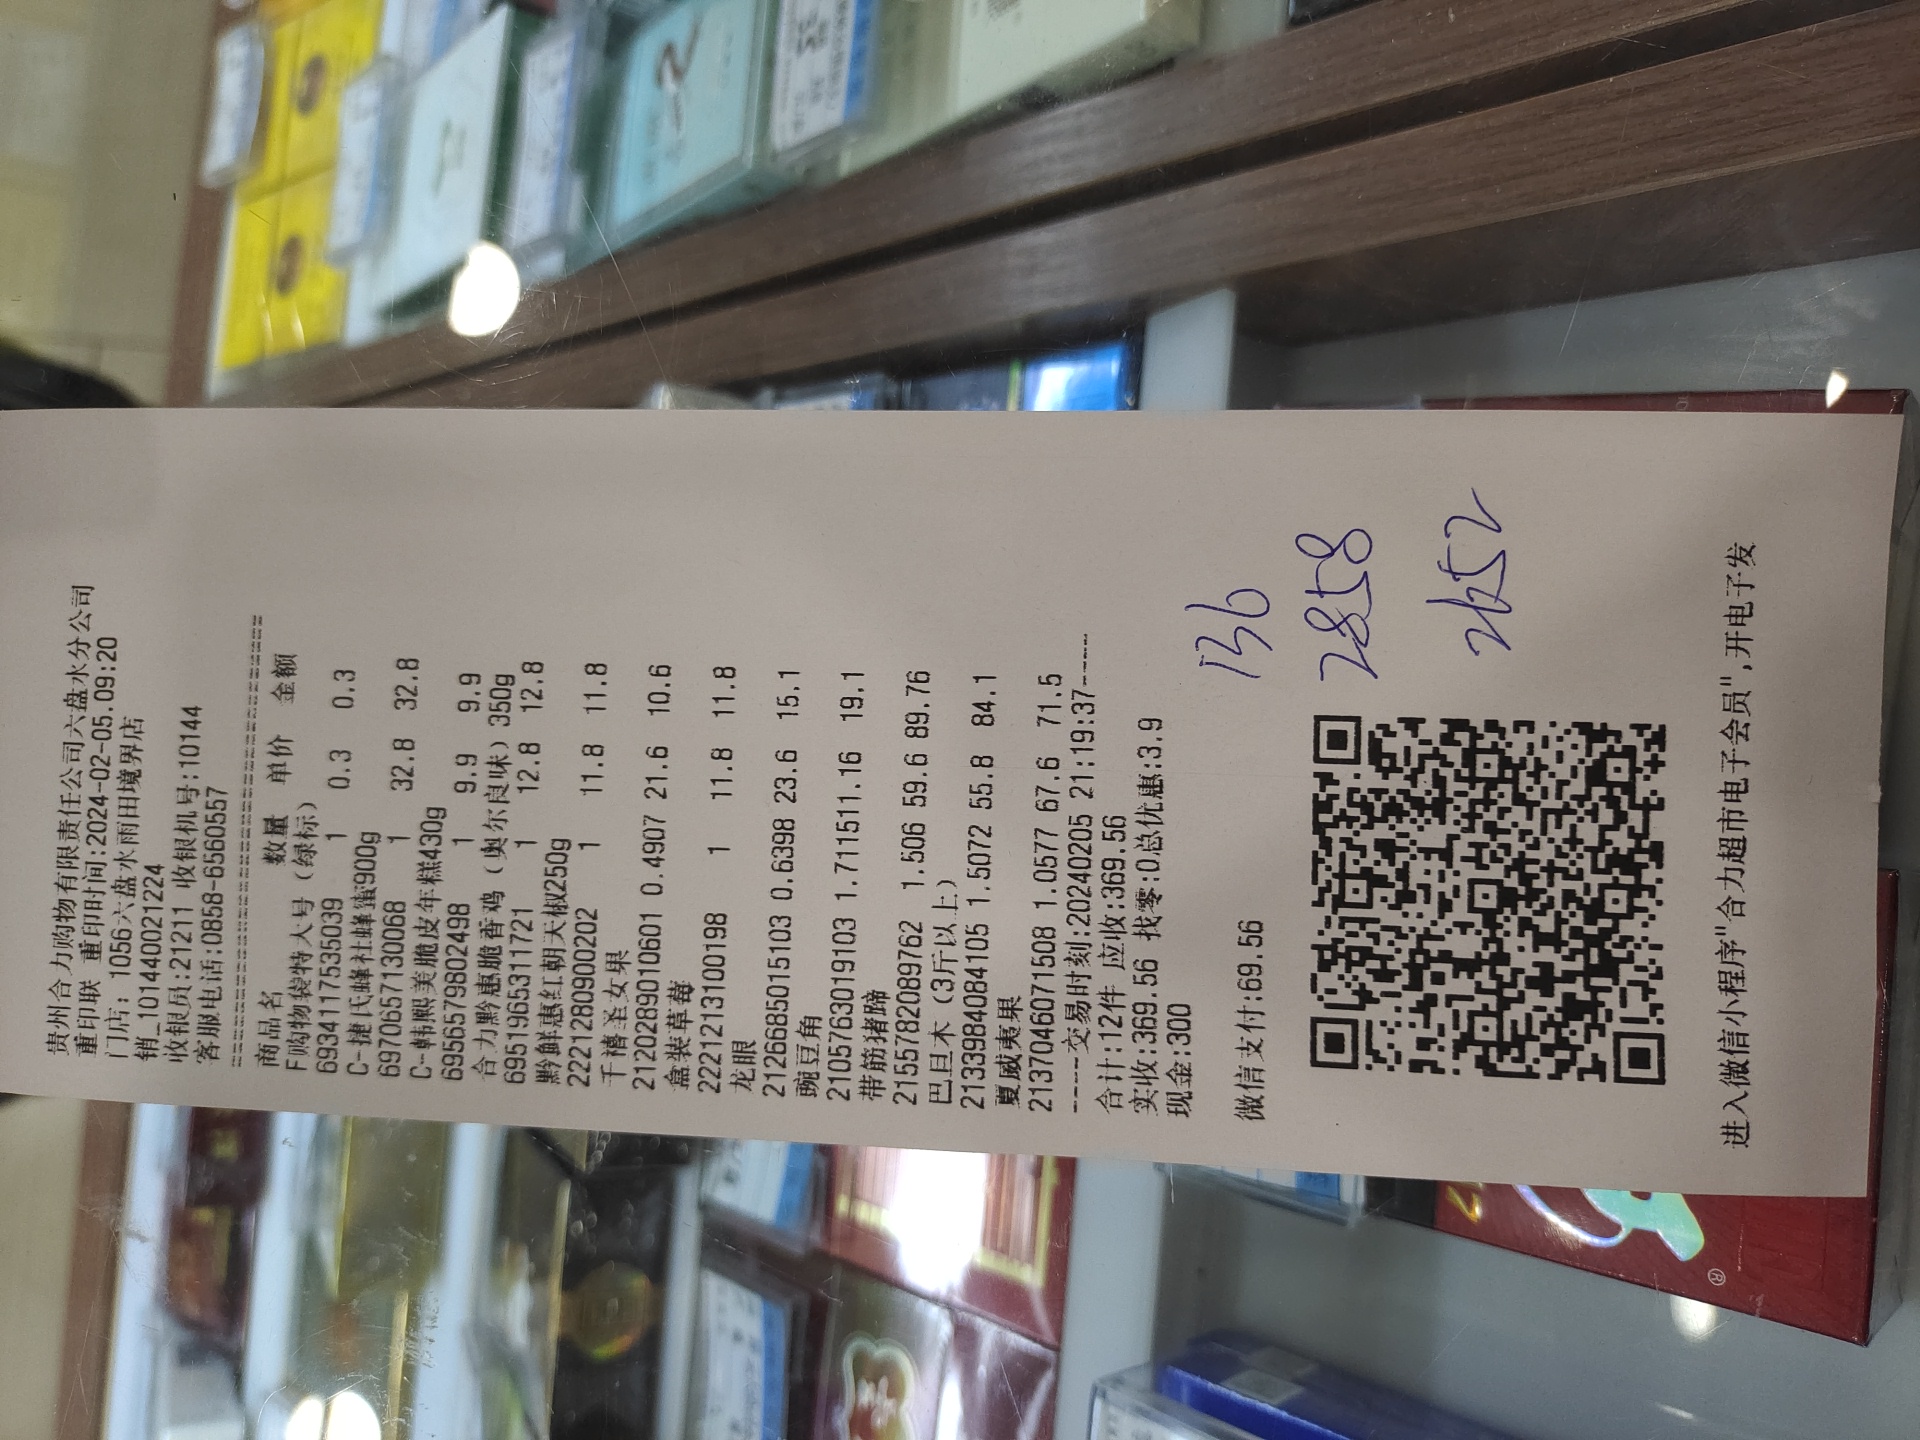 贵州合力购物有限责任公司六盘水分公司
重印联 重印时间:2024-02-05.09:20
门店: 1056六盘水雨田境界店
销_1014400021224
收银员:21211 收银机号:10144
客服电话:0858-6560557
商品名 数量 单价 金额
F购物袋特大号(绿标)
6934117535039 1 0.3 0.3
C-捷氏蜂社蜂蜜900g
6970657130068 1 32.8 32.8
C-韩熙美脆皮年糕430g
6956579802498 1 9.9 9.9
合力黔惠脆香鸡(奥尔良味)350g
6951965311721 1 12.8 12.8
黔鲜惠红朝天椒250g
2221280900202 1 11.8 11.8
千禧圣女果
2120289010601 0.4907 21.6 10.6
盒装草莓
2221213100198 1 11.8 11.8
龙眼
2126685015103 0.6398 23.6 15.1
豌豆角
2105763019103 1.711511.16 19.1
带筋猪蹄
2155782089762 1.506 59.6 89.76
巴旦木(3斤以上)
2133984084105 1.5072 55.8 84.1
夏威夷果
2137046071508 1.0577 67.6 71.5
-----交易时刻:20240205 21:19:37----
合计:12件 应收:369.56
实收:369.56 找零:0总优惠:3.9
现金:300
微信支付:69.56
136
2858
2652
进入微信小程序"合力超市电子会员",开电子发